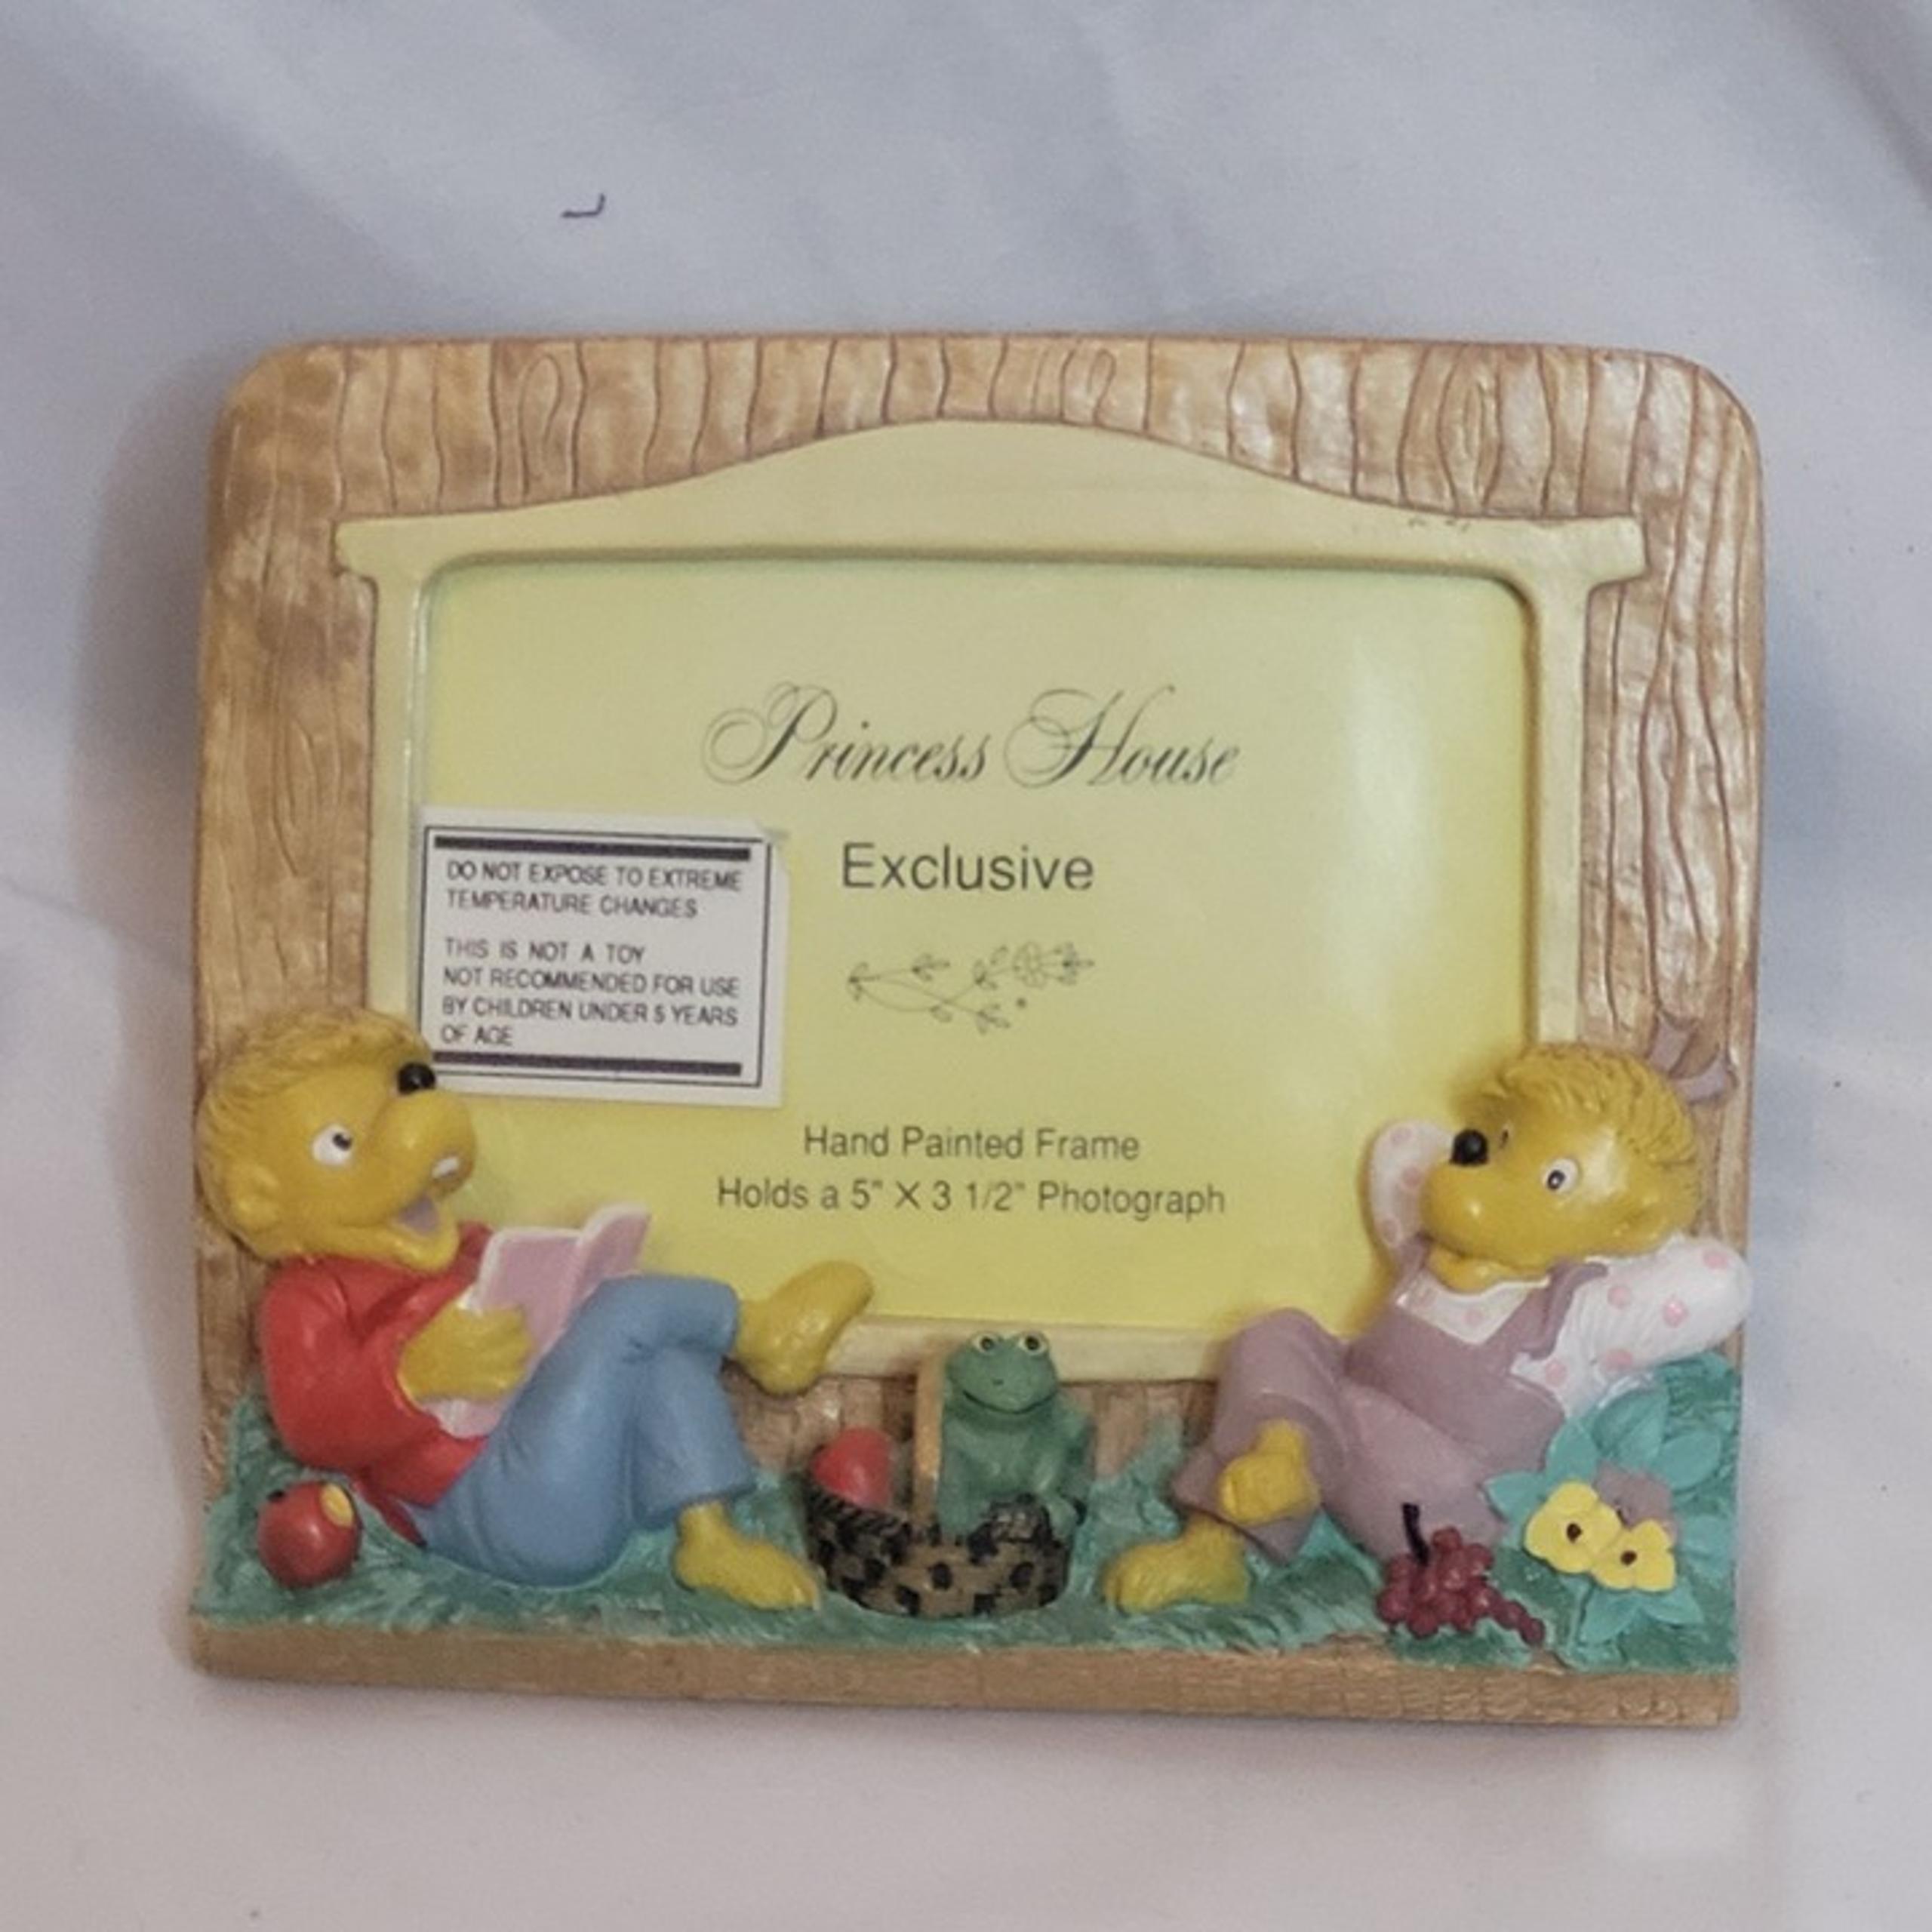 Princess House
Exclusive
DO NOT EXPOSE TO EXTREME
TEMPERATURE CHANGES
THIS IS NOT A TOY
NOT RECOMMENDED FOR USE
BY CHILDREN UNDER 5 YEARS
OF AGE
Hand Painted Frame
Holds a 5" X 3 1/2" Photograph